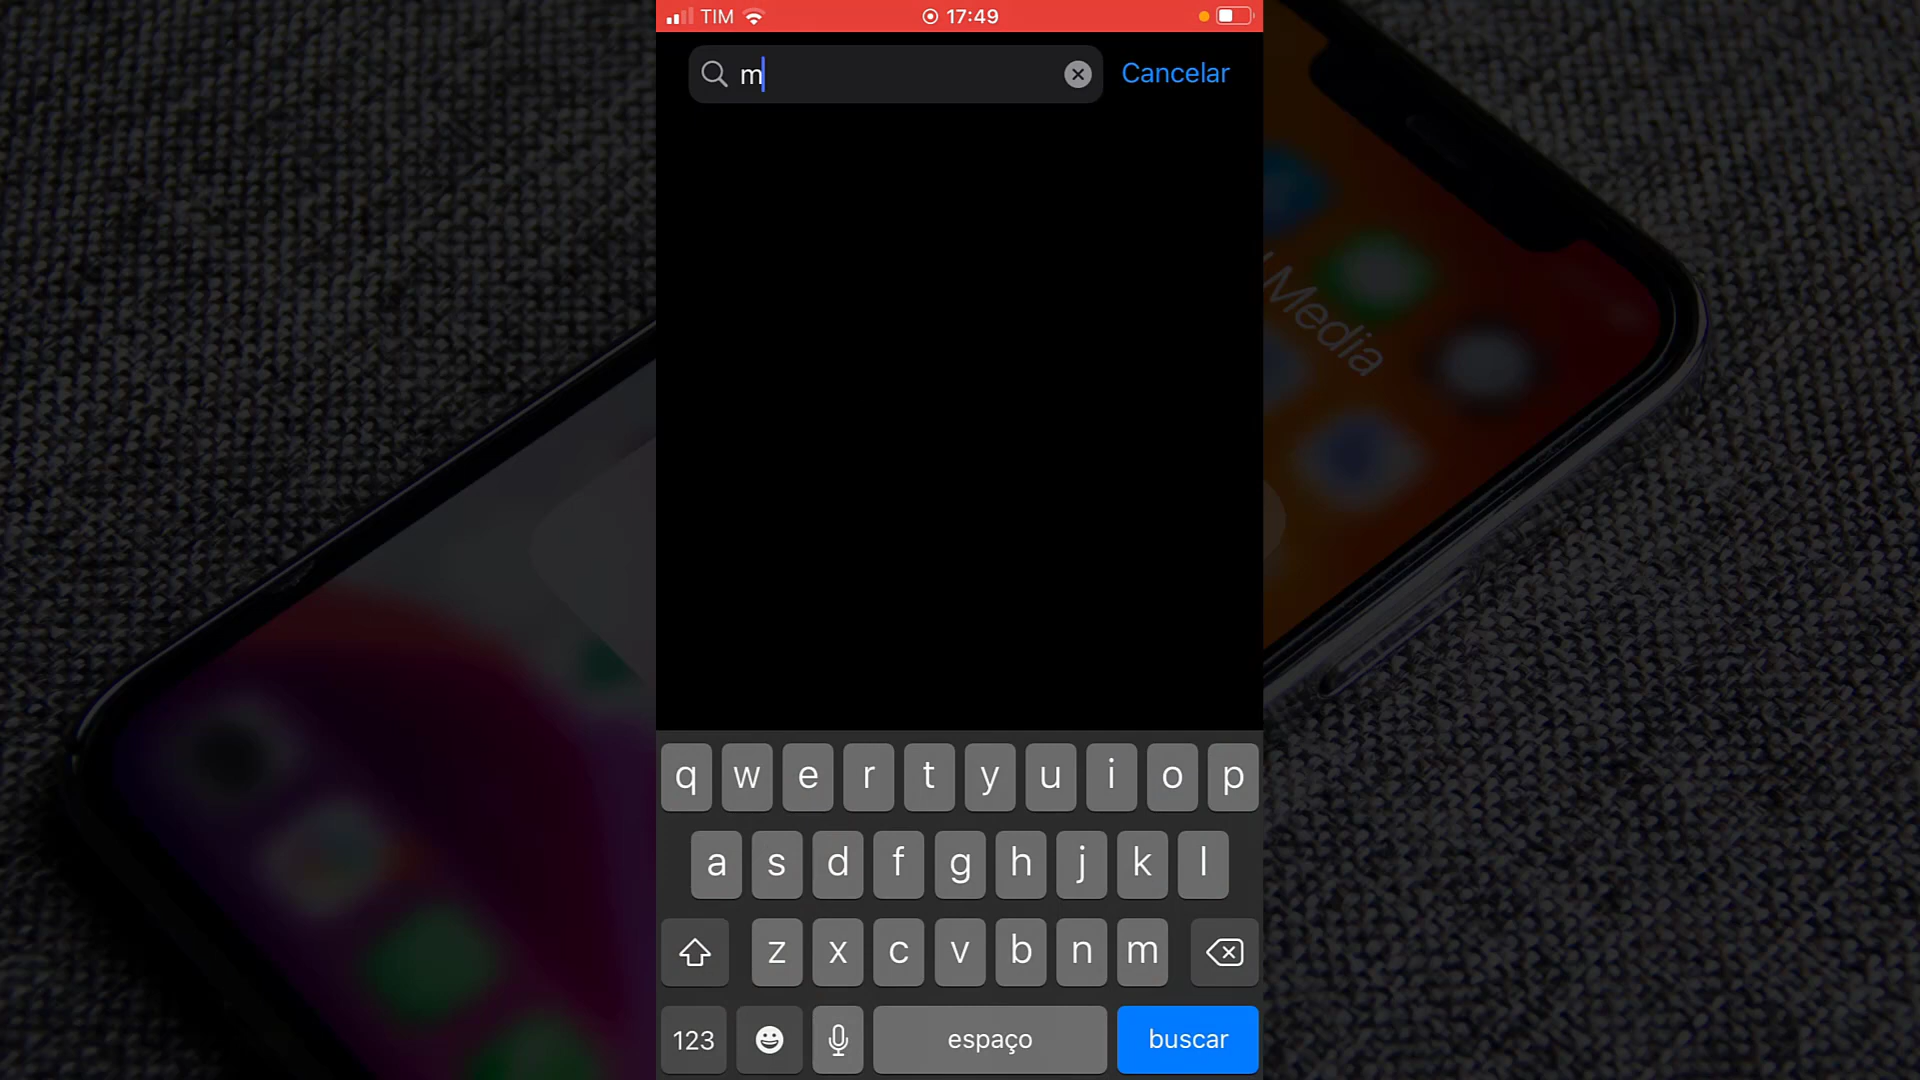 TIM 17:49
m Cancelar
Media
q w e r t y u i o p
a s d f g h j k l
z x c v b n m
123 espaço buscar